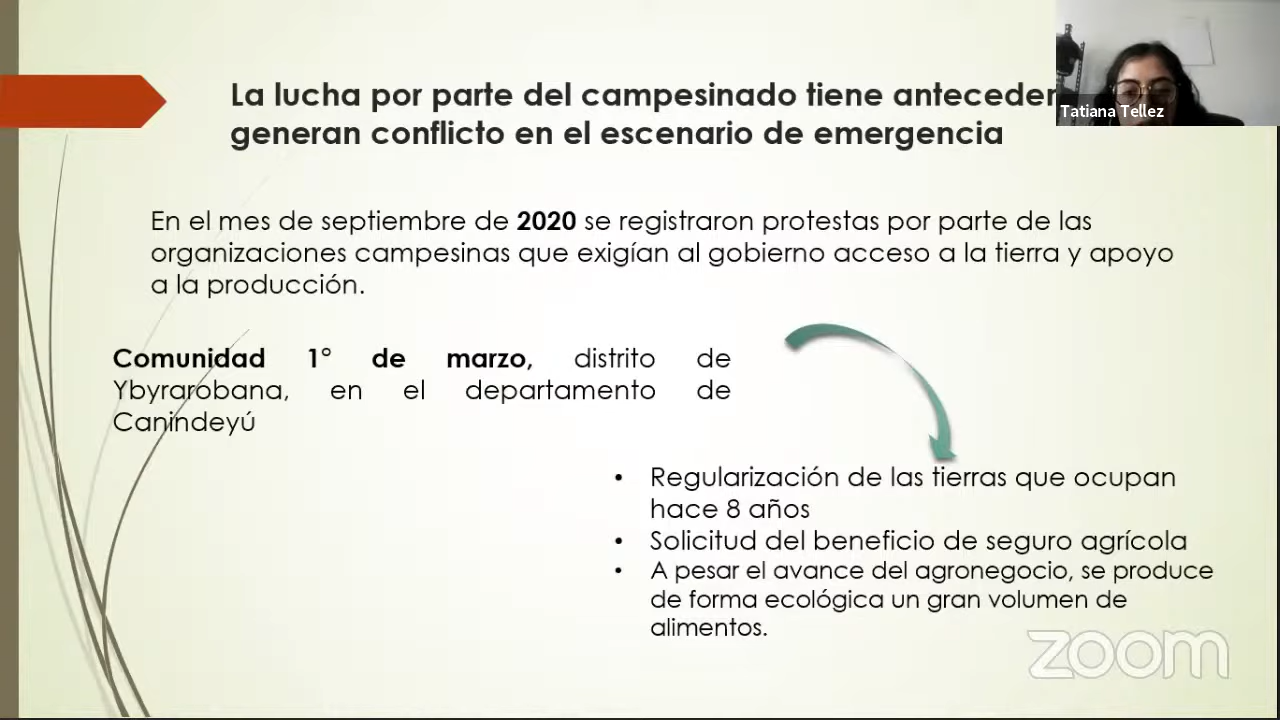 La lucha por parte del campesinado tiene
generan conflicto en el escenario de emergencia
Tatiana Tellez
En el mes de septiembre de 2020 se registraron protestas por parte de las
organizaciones campesinas que exigían al gobierno acceso a la tierra y apoyo
a la producción.
Comunidad 1° de marzo, distrito de
Ybyrarobana, en el departamento de
Canindeyú
• Regularización de las tierras que ocupan
hace 8 años
• Solicitud del beneficio de seguro agrícola
• A pesar el avance del agronegocio, se produce
de forma ecológica un gran volumen de
alimentos.
zoom